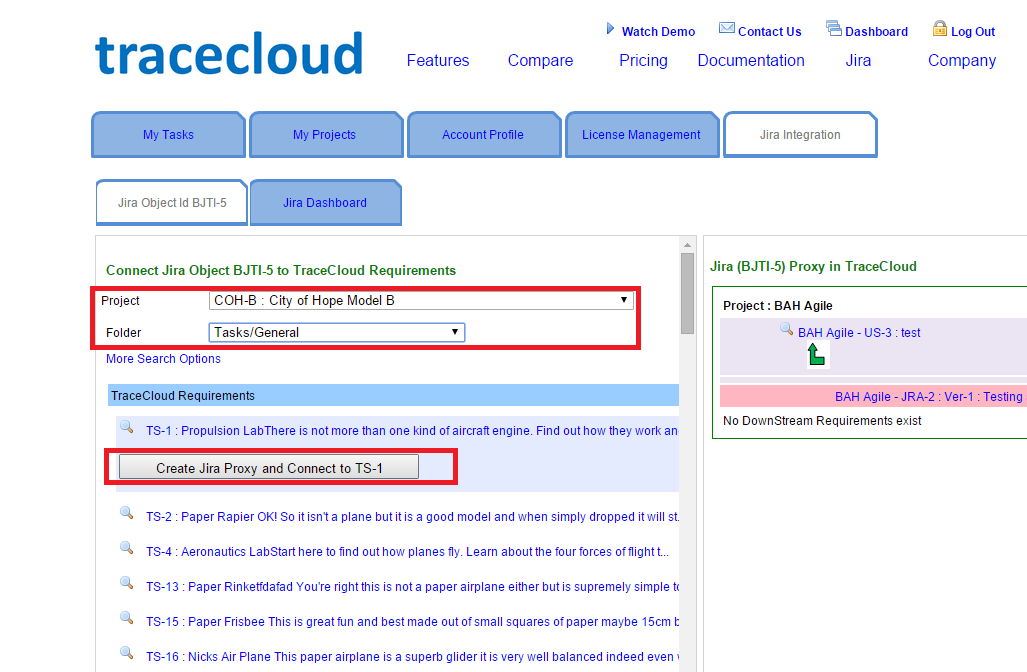 tracecloud
Watch Demo Contact Us Dashboard Log Out
Features Compare Pricing Documentation Jira Company
My Tasks My Projects Account Profile License Management Jira Integration
Jira Object Id BJTI-5 Jira Dashboard
Connect Jira Object BJTI-5 to TraceCloud Requirements
Project COH-B : City of Hope Model B
Folder Tasks/General
More Search Options
TraceCloud Requirements
TS-1 : Propulsion LabThere is not more than one kind of aircraft engine. Find out how they work an
Create Jira Proxy and Connect to TS-1
TS-2 : Paper Rapier OK! So it isn't a plane but it is a good model and when simply dropped it will st.
TS-4 : Aeronautics LabStart here to find out how planes fly. Learn about the four forces of flight t...
TS-13 : Paper Rinketfdafad You're right this is not a paper airplane either but is supremely simple to
TS-15 : Paper Frisbee This is great fun and best made out of small squares of paper maybe 15cm b
TS-16 : Nicks Air Plane This paper airplane is a superb glider it is very well balanced indeed even
Jira (BJTI-5) Proxy in TraceCloud
Project : BAH Agile
BAH Agile - US-3 : test
BAH Agile - JRA-2 : Ver-1 : Testing
No DownStream Requirements exist